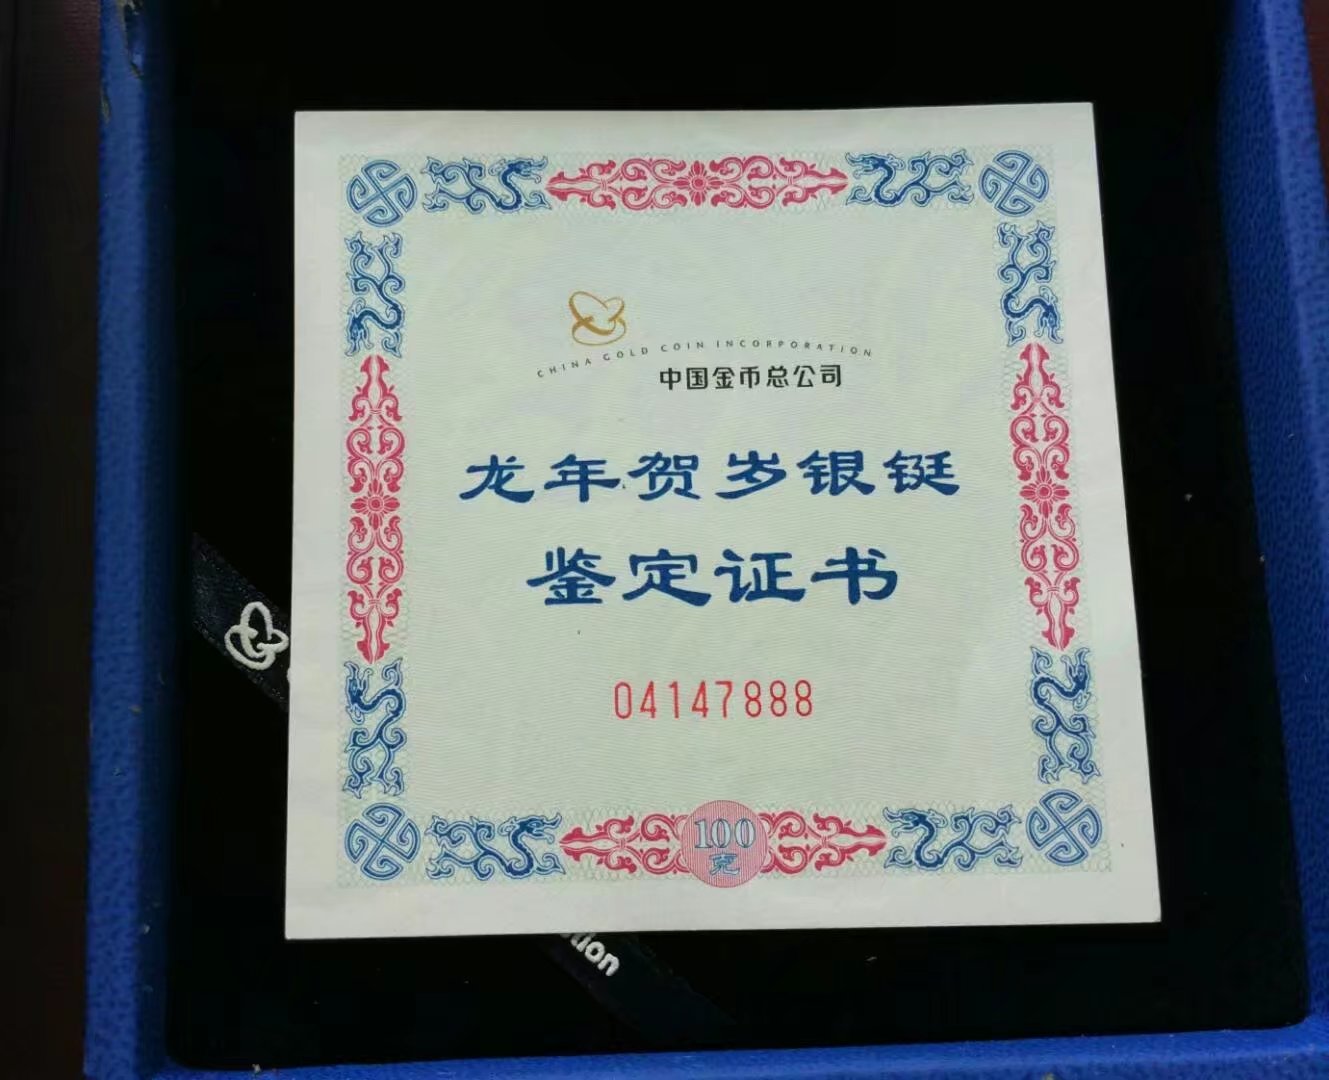 CHINA GOLD COIN INCORPORATION
中国金币总公司
龙年贺岁银铤
鉴定证书
04147888
100
克